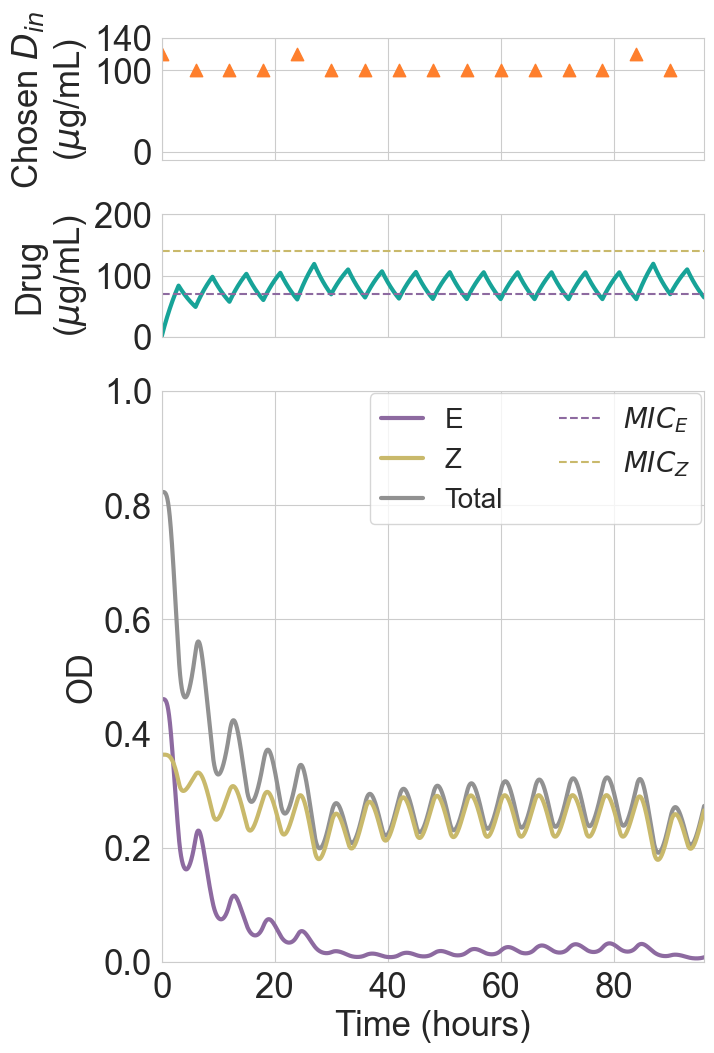 Chosen D_in
(μg/mL)
140
100
0
Drug
(μg/mL)
200
100
0
OD
1.0
0.8
0.6
0.4
0.2
0.0
E
Z
Total
MIC_E
MIC_Z
0 20 40 60 80
Time (hours)